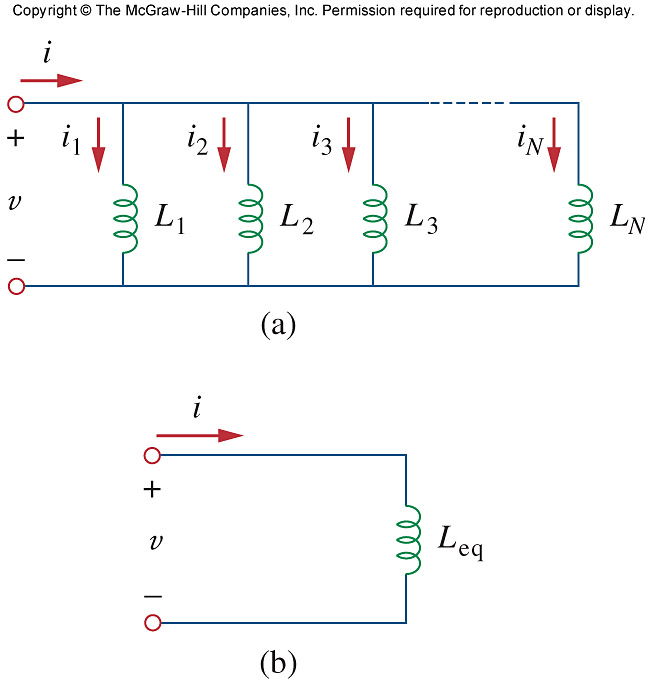 Copyright © The McGraw-Hill Companies, Inc. Permission required for reproduction or display.
i
+ i1 i2 i3 iN
v L1 L2 L3 LN
−
(a)
i
+
v Leq
−
(b)